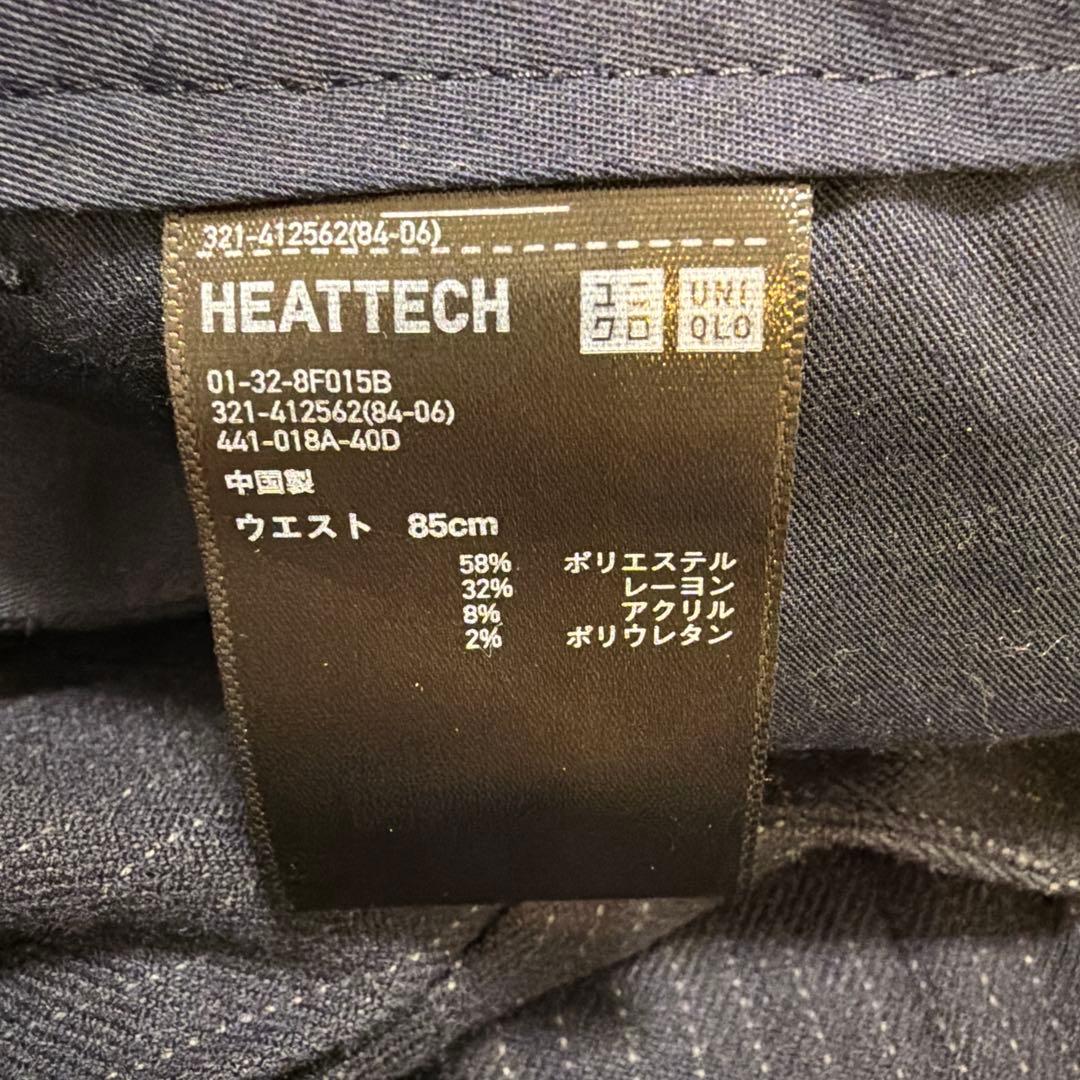 321-412562(84-06)
HEATTECH
ユニ
クロ
UNI
QLO
01-32-8F015B
321-412562(84-06)
441-018A-40D
中国製
ウエスト 85cm
58% ポリエステル
32% レーヨン
8% アクリル
2% ポリウレタン